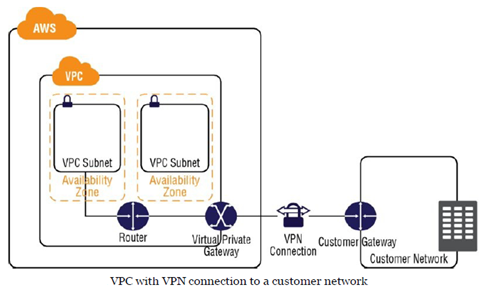 AWS
VPC
VPC Subnet
VPC Subnet
Availability
Zone
Availability
Zone
Router
Virtual Private
Gateway
VPN
Connection
Customer Gateway
Customer Network
VPC with VPN connection to a customer network